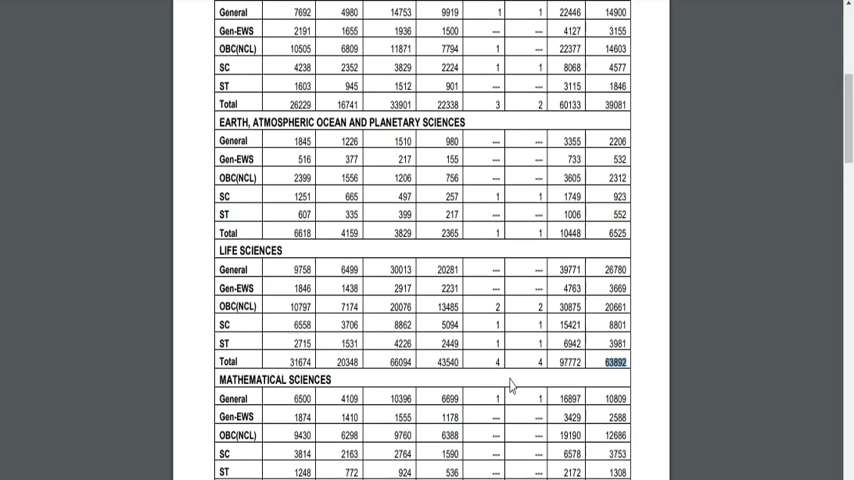 General 7692 4980 14753 9919 1 1 22446 14900
Gen-EWS 2191 1655 1936 1500 --- --- 4127 3155
OBC(NCL) 10505 6809 11871 7794 1 --- 22377 14603
SC 4238 2352 3829 2224 1 1 8068 4577
ST 1603 945 1512 901 --- --- 3115 1846
Total 26229 16741 33901 22338 3 2 60133 39081
EARTH, ATMOSPHERIC OCEAN AND PLANETARY SCIENCES
General 1845 1226 1510 980 --- --- 3355 2206
Gen-EWS 516 377 217 155 --- --- 733 532
OBC(NCL) 2399 1556 1206 756 --- --- 3605 2312
SC 1251 665 497 257 1 1 1749 923
ST 607 335 399 217 --- --- 1006 552
Total 6618 4159 3829 2365 1 1 10448 6525
LIFE SCIENCES
General 9758 6499 30013 20281 --- --- 39771 26780
Gen-EWS 1846 1438 2917 2231 --- --- 4763 3669
OBC(NCL) 10797 7174 20076 13485 2 2 30875 20661
SC 6558 3706 8862 5094 1 1 15421 8801
ST 2715 1531 4226 2449 1 1 6942 3981
Total 31674 20348 66094 43540 4 4 97772 63892
MATHEMATICAL SCIENCES
General 6500 4109 10396 6699 1 1 16897 10809
Gen-EWS 1874 1410 1555 1178 --- --- 3429 2588
OBC(NCL) 9430 6298 9760 6388 --- --- 19190 12686
SC 3814 2163 2764 1590 --- --- 6578 3753
ST 1248 772 924 536 --- --- 2172 1308